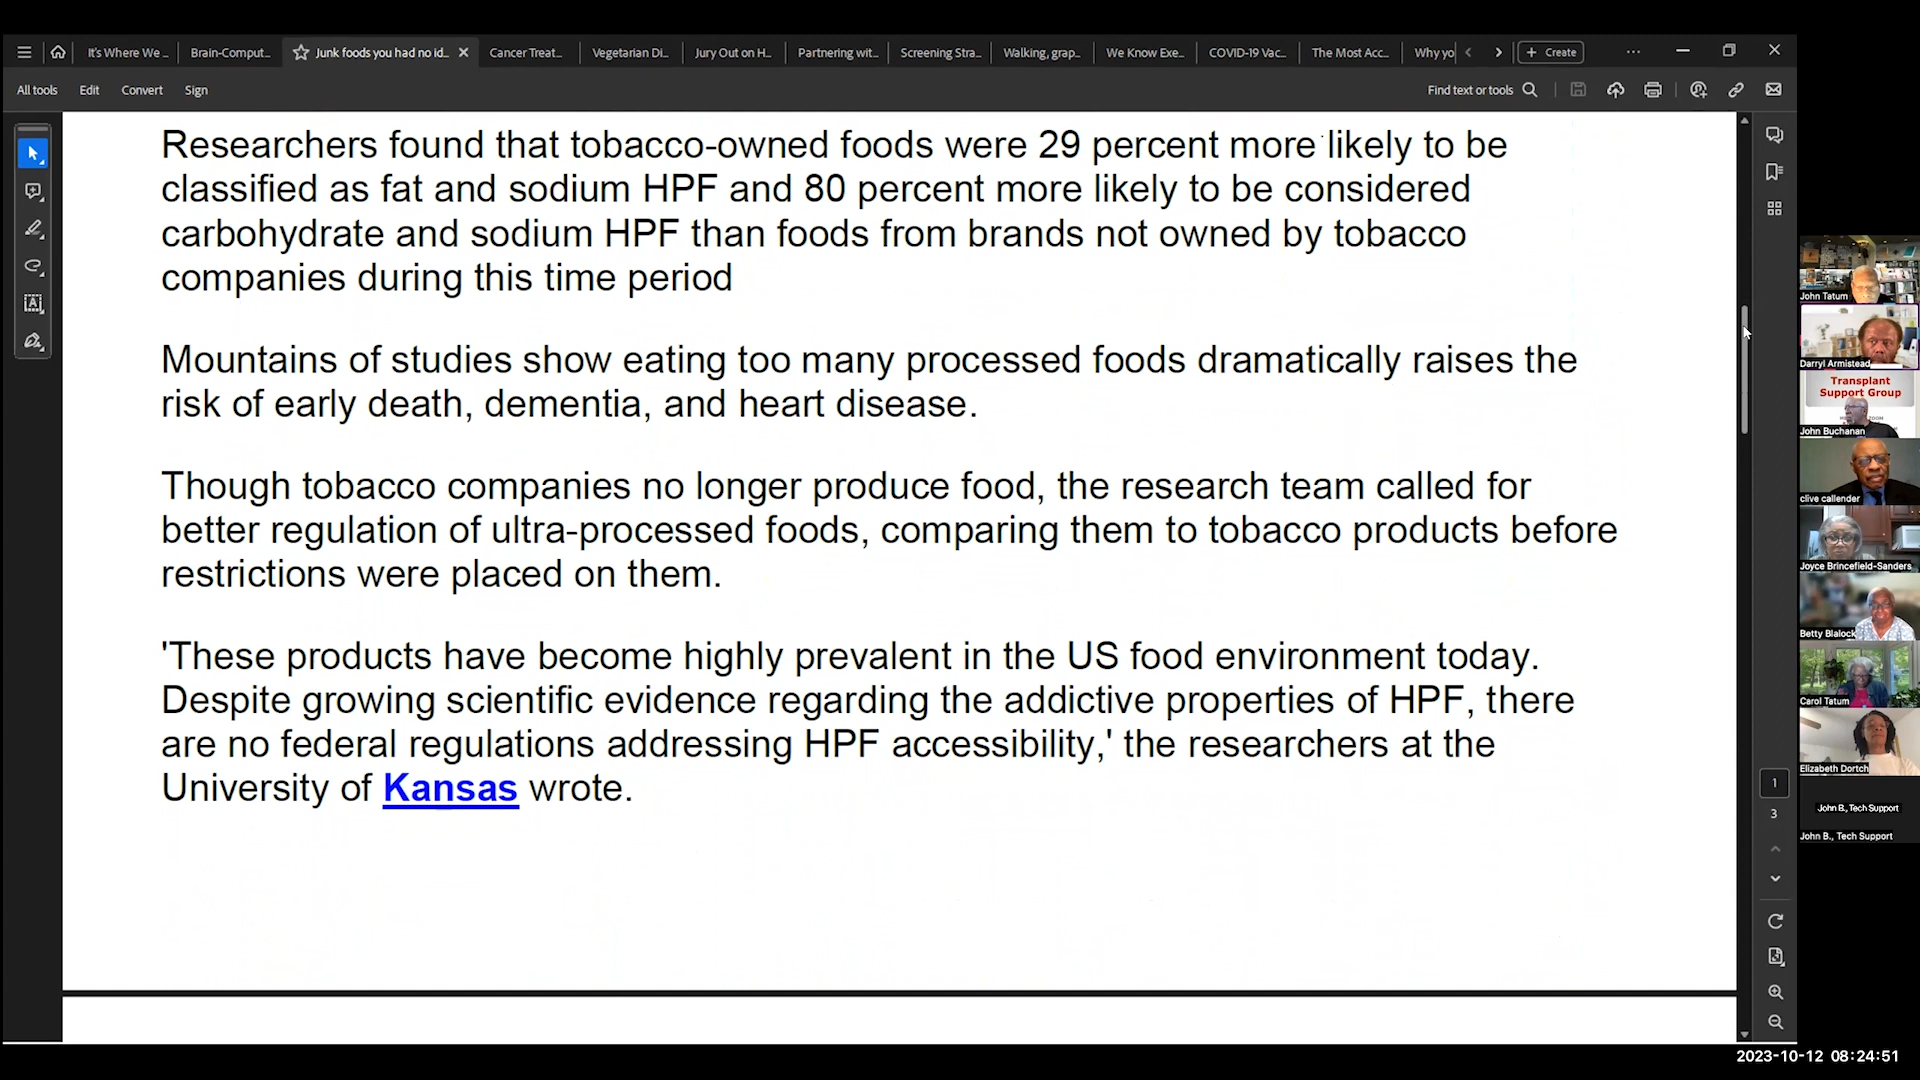 It's Where We ...
Brain-Comput...
Junk foods you had no id...
Cancer Treat...
Vegetarian Di...
Jury Out on H...
Partnering wit...
Screening Stra...
Walking, grap...
We Know Exe...
COVID-19 Vac...
The Most Acc...
Why yo
+ Create
All tools
Edit
Convert
Sign
Find text or tools
Researchers found that tobacco-owned foods were 29 percent more likely to be
classified as fat and sodium HPF and 80 percent more likely to be considered
carbohydrate and sodium HPF than foods from brands not owned by tobacco
companies during this time period
Mountains of studies show eating too many processed foods dramatically raises the
risk of early death, dementia, and heart disease.
Though tobacco companies no longer produce food, the research team called for
better regulation of ultra-processed foods, comparing them to tobacco products before
restrictions were placed on them.
'These products have become highly prevalent in the US food environment today.
Despite growing scientific evidence regarding the addictive properties of HPF, there
are no federal regulations addressing HPF accessibility,' the researchers at the
University of Kansas wrote.
1
3
John Tatum
Darryl Armistead
Transplant
Support Group
John Buchanan
clive callender
Joyce Brincefield-Sanders
Betty Blalock
Carol Tatum
Elizabeth Dortch
John B., Tech Support
John B., Tech Support
2023-10-12 08:24:51